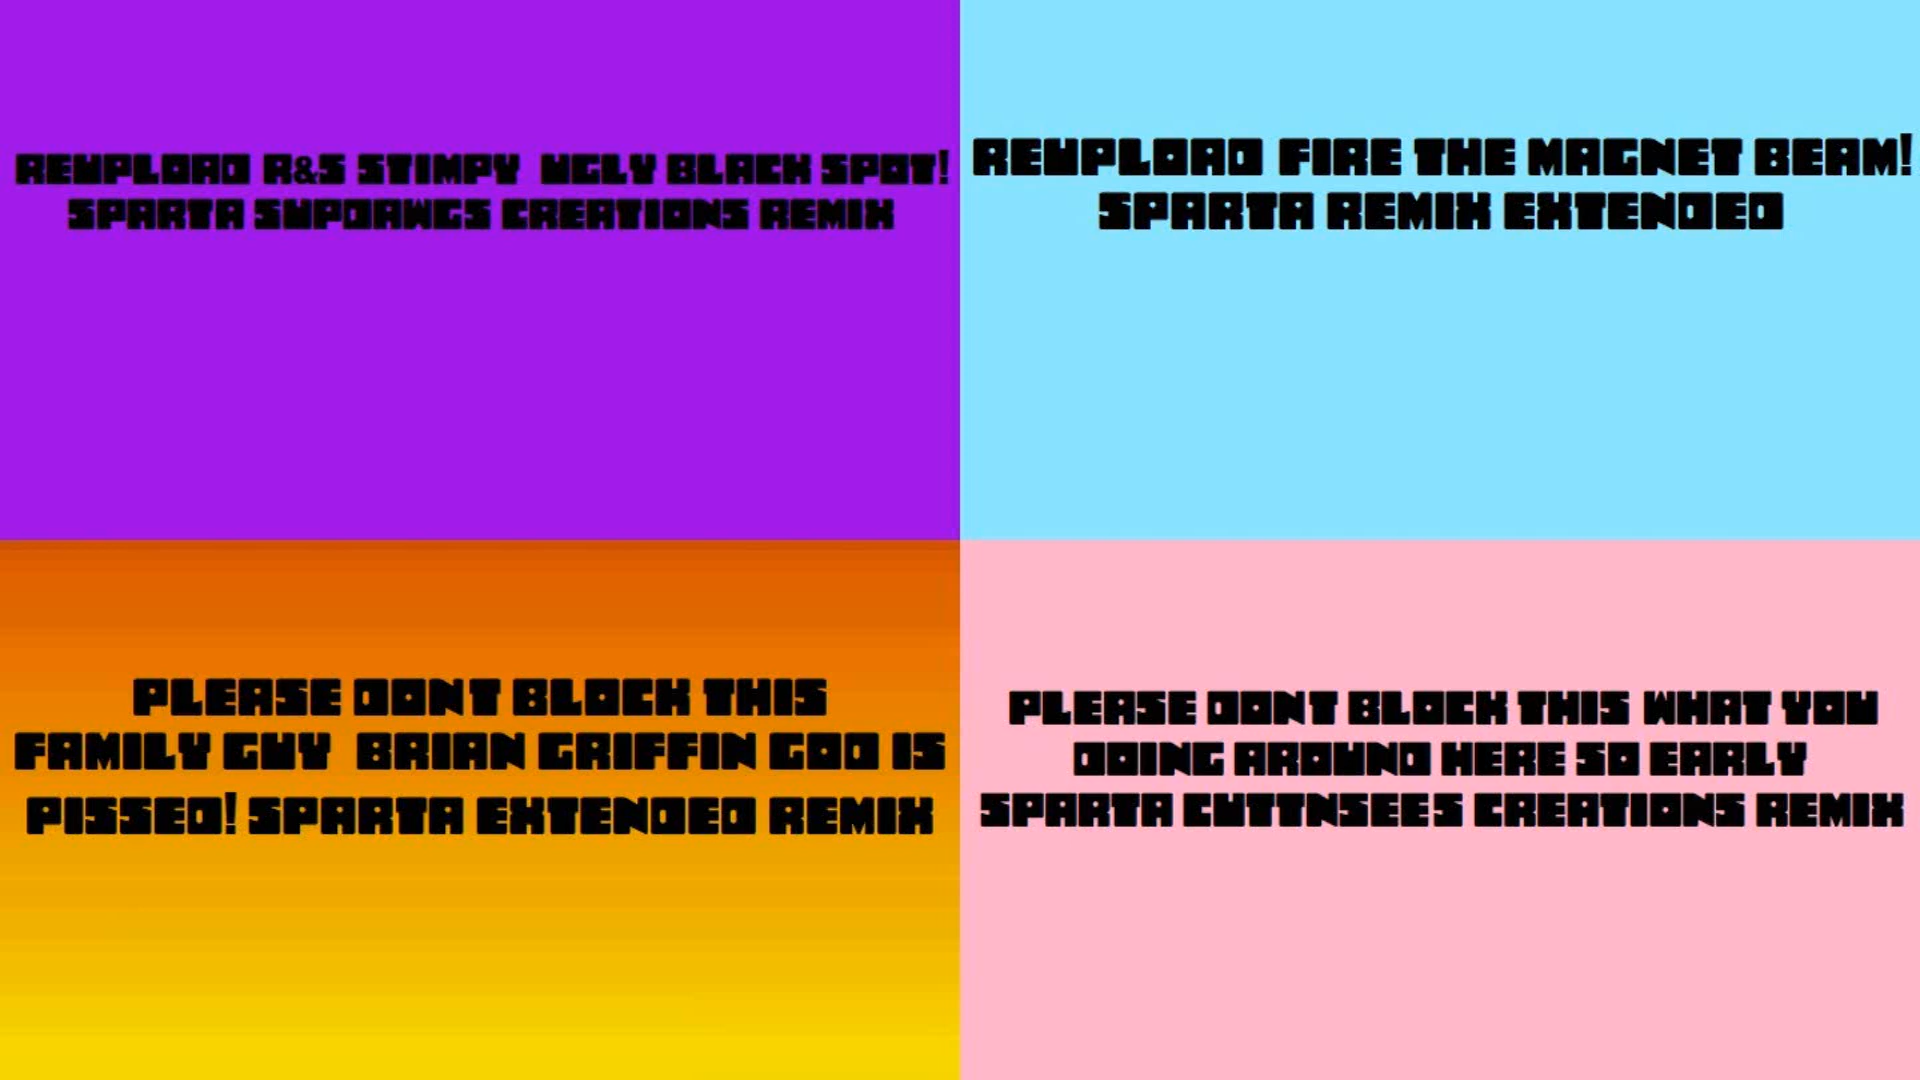 REUPLOAD R&S STIMPY UGLY BLACK SPOT!
SPARTA SUPDAWGS CREATIONS REMIX
REUPLOAD FIRE THE MAGNET BEAM!
SPARTA REMIX EXTENDED
PLEASE DONT BLOCK THIS
FAMILY GUY BRIAN GRIFFIN GOD IS
PISSED! SPARTA EXTENDED REMIX
PLEASE DONT BLOCK THIS WHAT YOU
DOING AROUND HERE SO EARLY
SPARTA CUTTNSEES CREATIONS REMIX